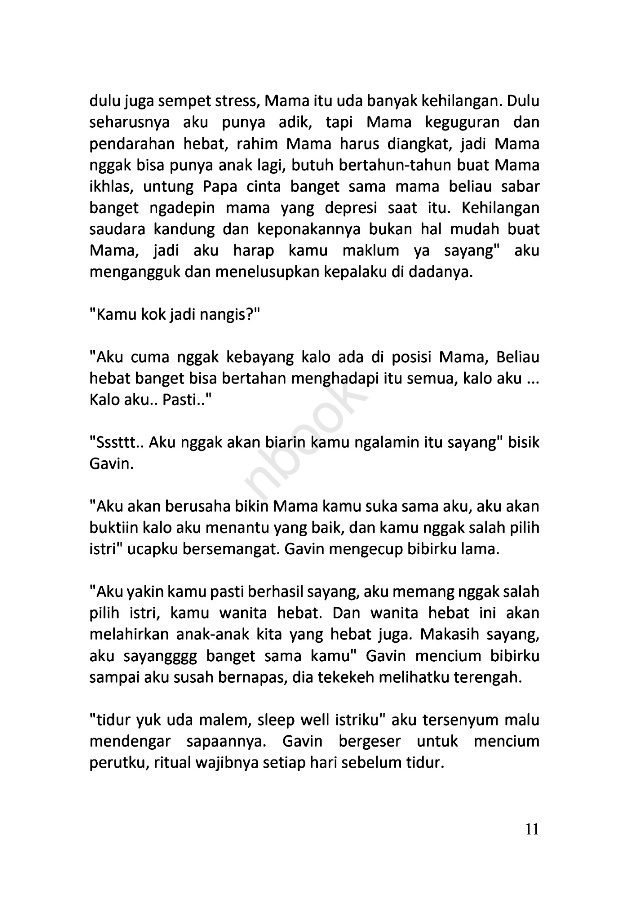 dulu juga sempet stress, Mama itu uda banyak kehilangan. Dulu
seharusnya aku punya adik, tapi Mama keguguran dan
pendarahan hebat, rahim Mama harus diangkat, jadi Mama
nggak bisa punya anak lagi, butuh bertahun-tahun buat Mama
ikhlas, untung Papa cinta banget sama mama beliau sabar
banget ngadepin mama yang depresi saat itu. Kehilangan
saudara kandung dan keponakannya bukan hal mudah buat
Mama, jadi aku harap kamu maklum ya sayang" aku
mengangguk dan menelusupkan kepalaku di dadanya.
"Kamu kok jadi nangis?"
"Aku cuma nggak kebayang kalo ada di posisi Mama, Beliau
hebat banget bisa bertahan menghadapi itu semua, kalo aku ...
Kalo aku.. Pasti.."
"Sssttt.. Aku nggak akan biarin kamu ngalamin itu sayang" bisik
Gavin.
"Aku akan berusaha bikin Mama kamu suka sama aku, aku akan
buktiin kalo aku menantu yang baik, dan kamu nggak salah pilih
istri" ucapku bersemangat. Gavin mengecup bibirku lama.
"Aku yakin kamu pasti berhasil sayang, aku memang nggak salah
pilih istri, kamu wanita hebat. Dan wanita hebat ini akan
melahirkan anak-anak kita yang hebat juga. Makasih sayang,
aku sayangggg banget sama kamu" Gavin mencium bibirku
sampai aku susah bernapas, dia tekekeh melihatku terengah.
"tidur yuk uda malem, sleep well istriku" aku tersenyum malu
mendengar sapaannya. Gavin bergeser untuk mencium
perutku, ritual wajibnya setiap hari sebelum tidur.
nbook
11